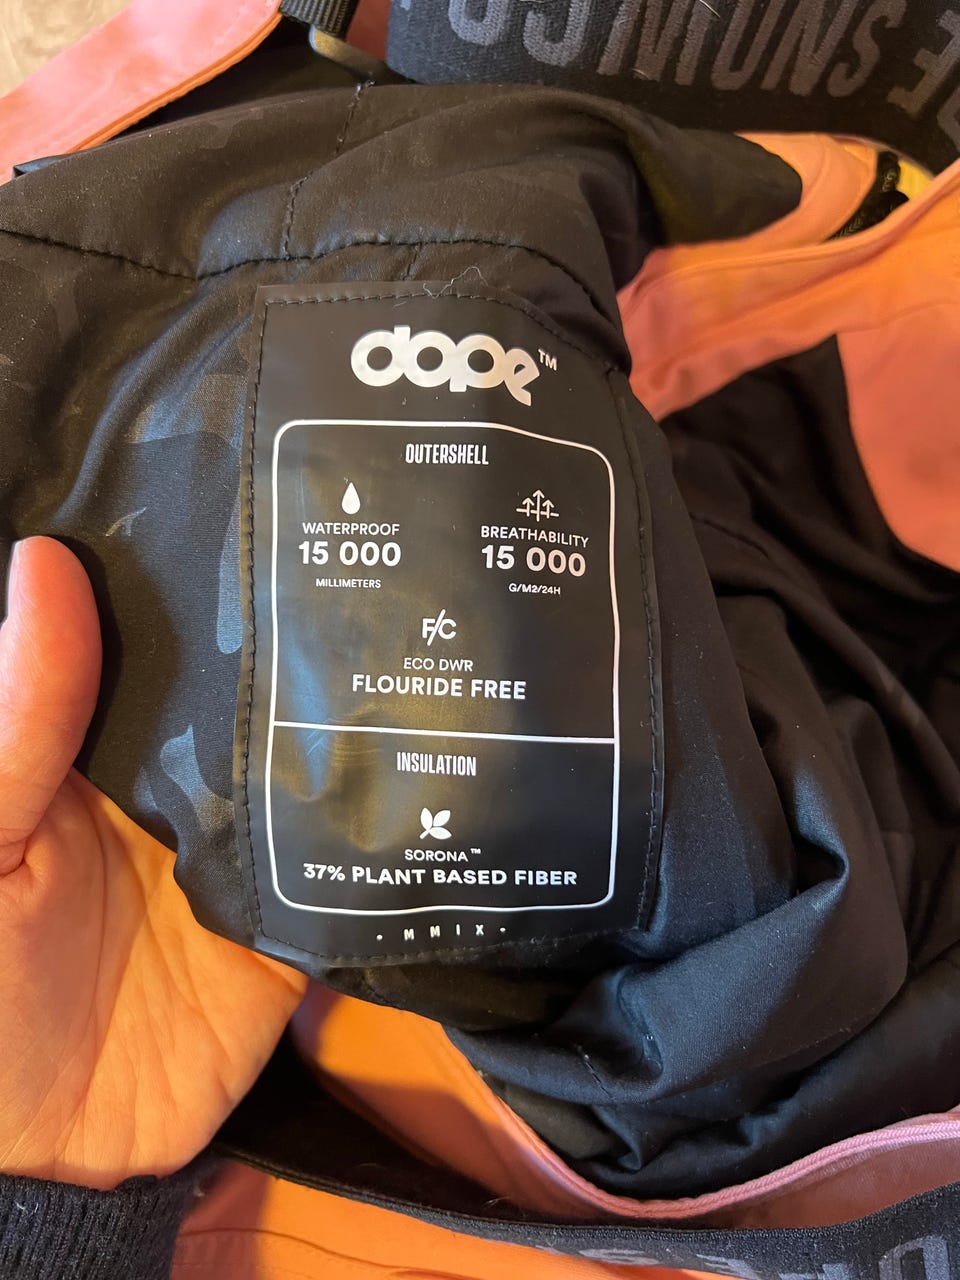 dope™
OUTERSHELL
WATERPROOF
15 000
MILLIMETERS
BREATHABILITY
15 000
G/M2/24H
F/C
ECO DWR
FLOURIDE FREE
INSULATION
SORONA™
37% PLANT BASED FIBER
• M M I X •